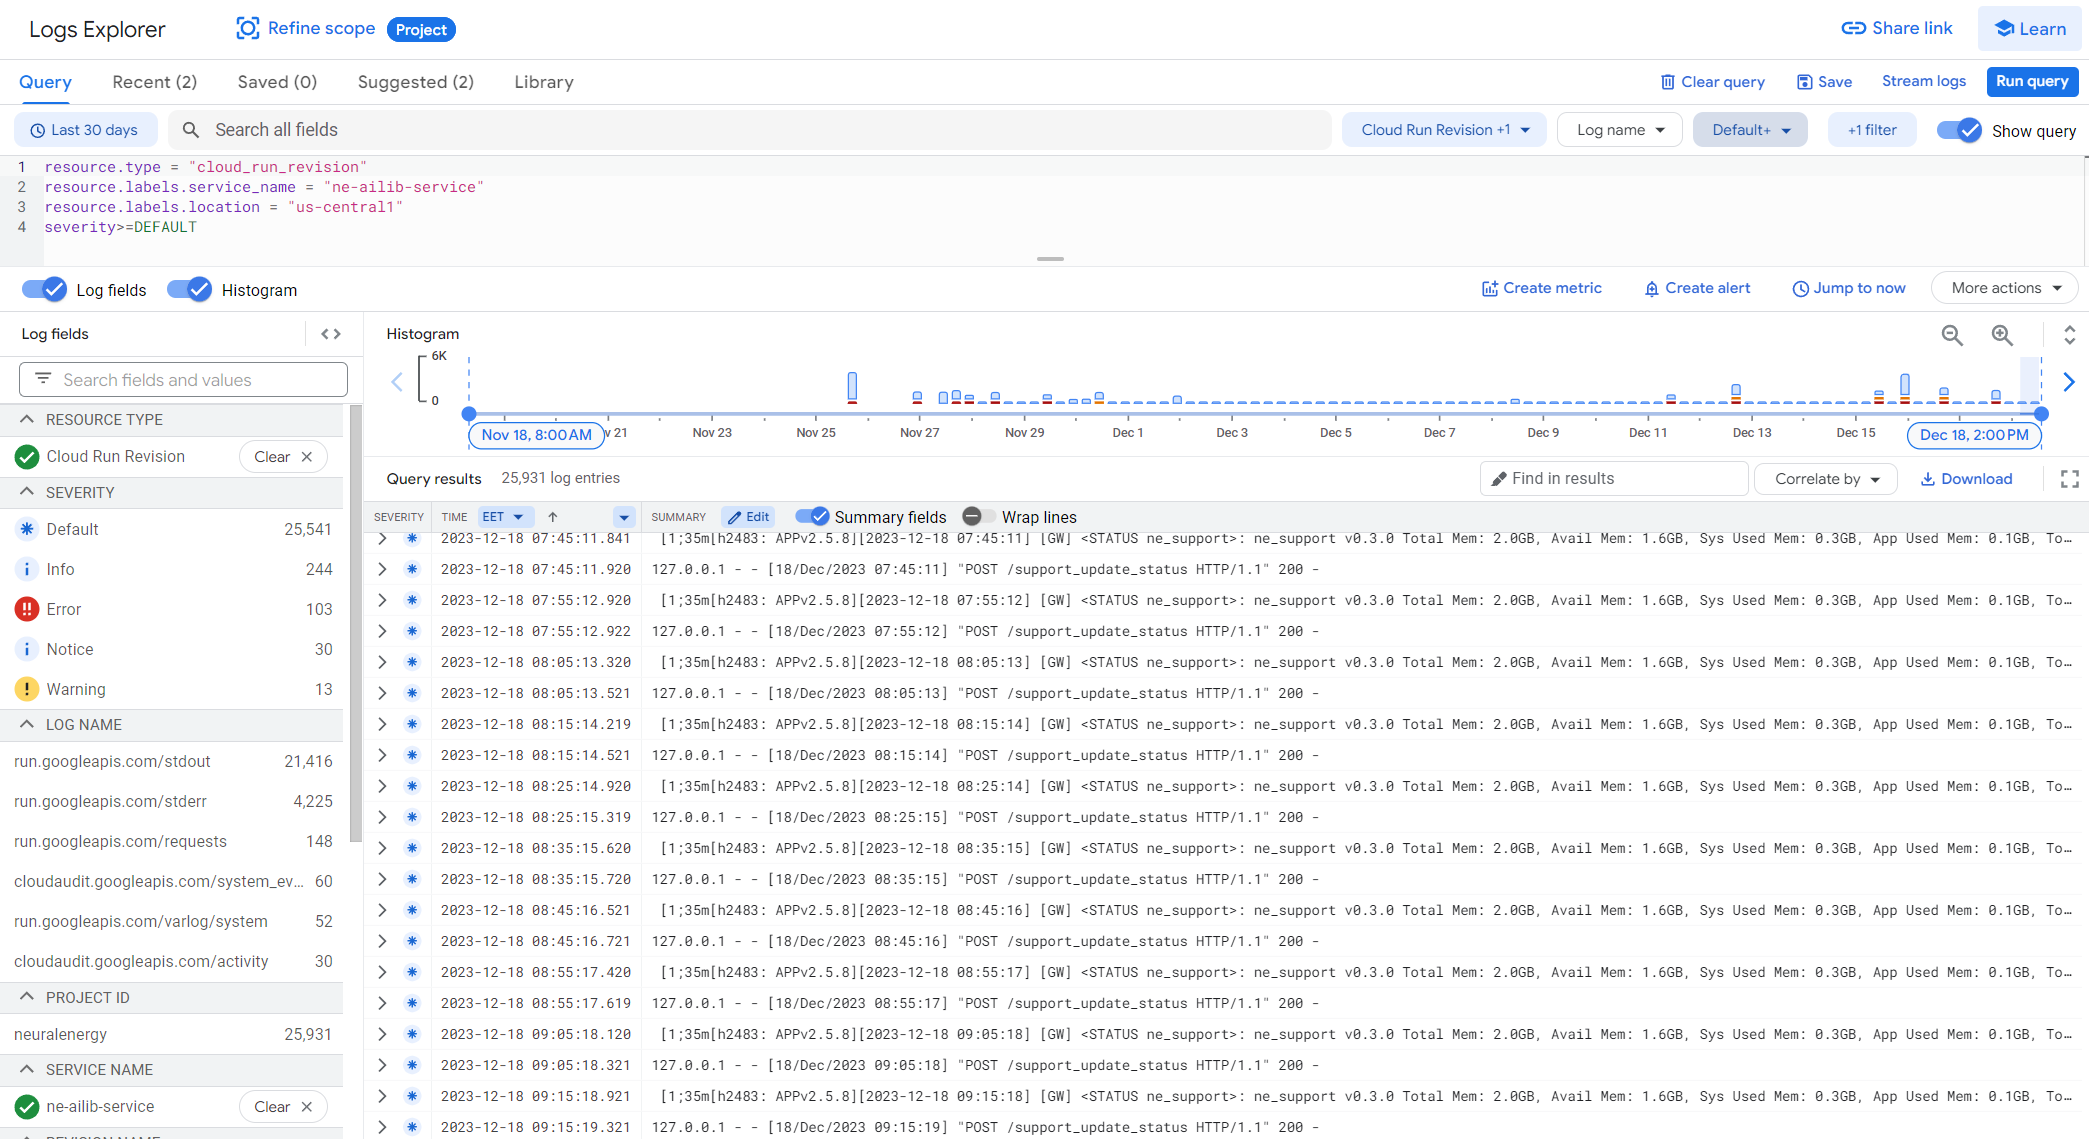 Logs Explorer
Refine scope
Project
Share link
Learn
Query
Recent (2)
Saved (0)
Suggested (2)
Library
Clear query
Save
Stream logs
Run query
Last 30 days
Search all fields
Cloud Run Revision +1
Log name
Default+
+1 filter
Show query
1 resource.type = "cloud_run_revision"
2 resource.labels.service_name = "ne-ailib-service"
3 resource.labels.location = "us-central1"
4 severity>=DEFAULT
Log fields
Histogram
Create metric
Create alert
Jump to now
More actions
Log fields
Search fields and values
RESOURCE TYPE
Cloud Run Revision
Clear
SEVERITY
Default 25,541
Info 244
Error 103
Notice 30
Warning 13
LOG NAME
run.googleapis.com/stdout 21,416
run.googleapis.com/stderr 4,225
run.googleapis.com/requests 148
cloudaudit.googleapis.com/system_ev... 60
run.googleapis.com/varlog/system 52
cloudaudit.googleapis.com/activity 30
PROJECT ID
neuralenergy 25,931
SERVICE NAME
ne-ailib-service
Clear
REVISION NAME
Histogram
6K
0
Nov 18, 8:00 AM
v 21
Nov 23
Nov 25
Nov 27
Nov 29
Dec 1
Dec 3
Dec 5
Dec 7
Dec 9
Dec 11
Dec 13
Dec 15
Dec 18, 2:00 PM
Query results
25,931 log entries
Find in results
Correlate by
Download
SEVERITY
TIME
EET
SUMMARY
Edit
Summary fields
Wrap lines
2023-12-18 07:45:11.841 [1;35m[h2483: APPv2.5.8][2023-12-18 07:45:11] [GW] <STATUS ne_support>: ne_support v0.3.0 Total Mem: 2.0GB, Avail Mem: 1.6GB, Sys Used Mem: 0.3GB, App Used Mem: 0.1GB, To...
2023-12-18 07:45:11.920 127.0.0.1 - - [18/Dec/2023 07:45:11] "POST /support_update_status HTTP/1.1" 200 -
2023-12-18 07:55:12.920 [1;35m[h2483: APPv2.5.8][2023-12-18 07:55:12] [GW] <STATUS ne_support>: ne_support v0.3.0 Total Mem: 2.0GB, Avail Mem: 1.6GB, Sys Used Mem: 0.3GB, App Used Mem: 0.1GB, To...
2023-12-18 07:55:12.922 127.0.0.1 - - [18/Dec/2023 07:55:12] "POST /support_update_status HTTP/1.1" 200 -
2023-12-18 08:05:13.320 [1;35m[h2483: APPv2.5.8][2023-12-18 08:05:13] [GW] <STATUS ne_support>: ne_support v0.3.0 Total Mem: 2.0GB, Avail Mem: 1.6GB, Sys Used Mem: 0.3GB, App Used Mem: 0.1GB, To...
2023-12-18 08:05:13.521 127.0.0.1 - - [18/Dec/2023 08:05:13] "POST /support_update_status HTTP/1.1" 200 -
2023-12-18 08:15:14.219 [1;35m[h2483: APPv2.5.8][2023-12-18 08:15:14] [GW] <STATUS ne_support>: ne_support v0.3.0 Total Mem: 2.0GB, Avail Mem: 1.6GB, Sys Used Mem: 0.3GB, App Used Mem: 0.1GB, To...
2023-12-18 08:15:14.521 127.0.0.1 - - [18/Dec/2023 08:15:14] "POST /support_update_status HTTP/1.1" 200 -
2023-12-18 08:25:14.920 [1;35m[h2483: APPv2.5.8][2023-12-18 08:25:14] [GW] <STATUS ne_support>: ne_support v0.3.0 Total Mem: 2.0GB, Avail Mem: 1.6GB, Sys Used Mem: 0.3GB, App Used Mem: 0.1GB, To...
2023-12-18 08:25:15.319 127.0.0.1 - - [18/Dec/2023 08:25:15] "POST /support_update_status HTTP/1.1" 200 -
2023-12-18 08:35:15.620 [1;35m[h2483: APPv2.5.8][2023-12-18 08:35:15] [GW] <STATUS ne_support>: ne_support v0.3.0 Total Mem: 2.0GB, Avail Mem: 1.6GB, Sys Used Mem: 0.3GB, App Used Mem: 0.1GB, To...
2023-12-18 08:35:15.720 127.0.0.1 - - [18/Dec/2023 08:35:15] "POST /support_update_status HTTP/1.1" 200 -
2023-12-18 08:45:16.521 [1;35m[h2483: APPv2.5.8][2023-12-18 08:45:16] [GW] <STATUS ne_support>: ne_support v0.3.0 Total Mem: 2.0GB, Avail Mem: 1.6GB, Sys Used Mem: 0.3GB, App Used Mem: 0.1GB, To...
2023-12-18 08:45:16.721 127.0.0.1 - - [18/Dec/2023 08:45:16] "POST /support_update_status HTTP/1.1" 200 -
2023-12-18 08:55:17.420 [1;35m[h2483: APPv2.5.8][2023-12-18 08:55:17] [GW] <STATUS ne_support>: ne_support v0.3.0 Total Mem: 2.0GB, Avail Mem: 1.6GB, Sys Used Mem: 0.3GB, App Used Mem: 0.1GB, To...
2023-12-18 08:55:17.619 127.0.0.1 - - [18/Dec/2023 08:55:17] "POST /support_update_status HTTP/1.1" 200 -
2023-12-18 09:05:18.120 [1;35m[h2483: APPv2.5.8][2023-12-18 09:05:18] [GW] <STATUS ne_support>: ne_support v0.3.0 Total Mem: 2.0GB, Avail Mem: 1.6GB, Sys Used Mem: 0.3GB, App Used Mem: 0.1GB, To...
2023-12-18 09:05:18.321 127.0.0.1 - - [18/Dec/2023 09:05:18] "POST /support_update_status HTTP/1.1" 200 -
2023-12-18 09:15:18.921 [1;35m[h2483: APPv2.5.8][2023-12-18 09:15:18] [GW] <STATUS ne_support>: ne_support v0.3.0 Total Mem: 2.0GB, Avail Mem: 1.6GB, Sys Used Mem: 0.3GB, App Used Mem: 0.1GB, To...
2023-12-18 09:15:19.321 127.0.0.1 - - [18/Dec/2023 09:15:19] "POST /support_update_status HTTP/1.1" 200 -